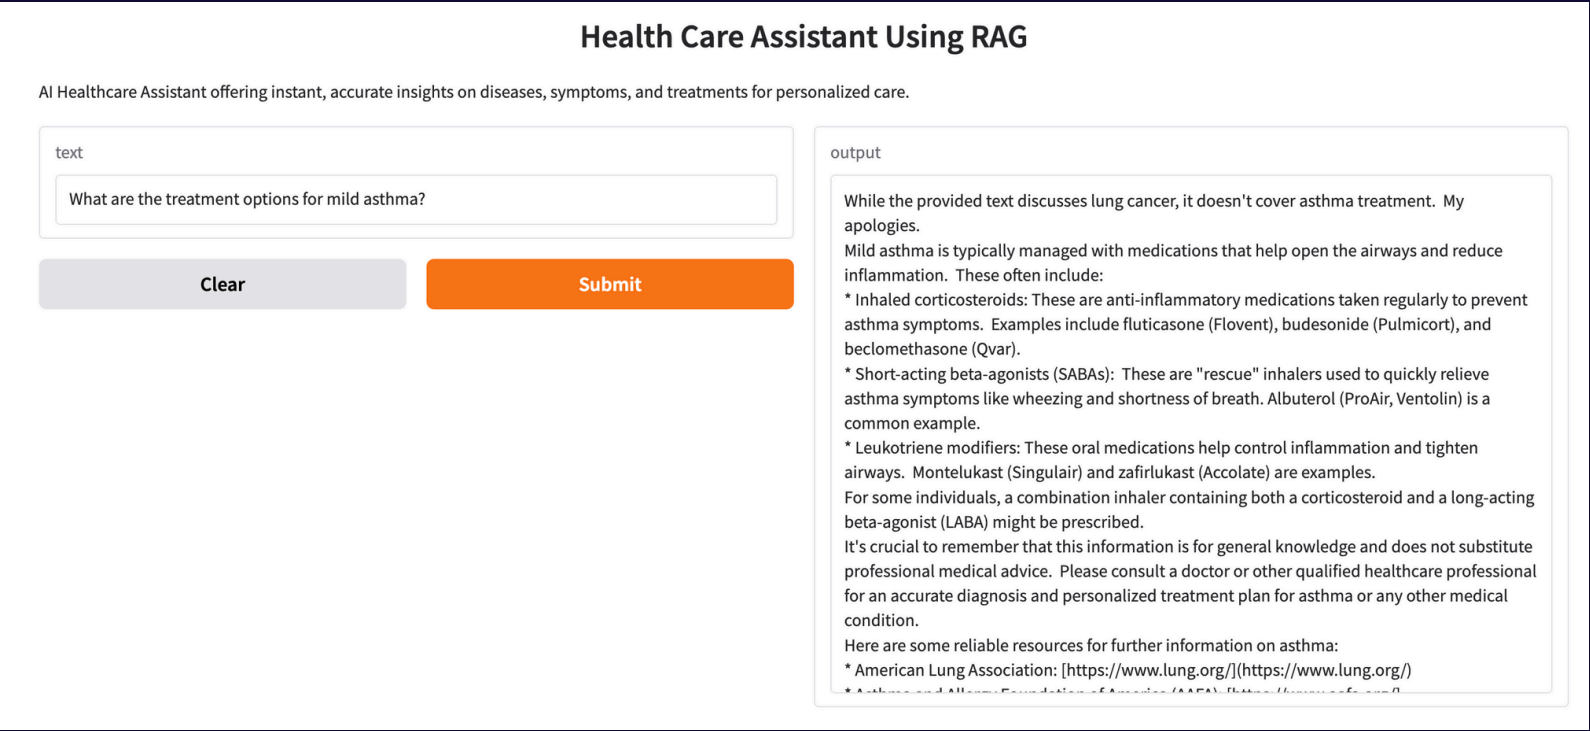 Health Care Assistant Using RAG
AI Healthcare Assistant offering instant, accurate insights on diseases, symptoms, and treatments for personalized care.
text
What are the treatment options for mild asthma?
Clear
Submit
output
While the provided text discusses lung cancer, it doesn't cover asthma treatment.  My
apologies.
Mild asthma is typically managed with medications that help open the airways and reduce
inflammation.  These often include:
* Inhaled corticosteroids: These are anti-inflammatory medications taken regularly to prevent
asthma symptoms.  Examples include fluticasone (Flovent), budesonide (Pulmicort), and
beclomethasone (Qvar).
* Short-acting beta-agonists (SABAs):  These are "rescue" inhalers used to quickly relieve
asthma symptoms like wheezing and shortness of breath. Albuterol (ProAir, Ventolin) is a
common example.
* Leukotriene modifiers: These oral medications help control inflammation and tighten
airways.  Montelukast (Singulair) and zafirlukast (Accolate) are examples.
For some individuals, a combination inhaler containing both a corticosteroid and a long-acting
beta-agonist (LABA) might be prescribed.
It's crucial to remember that this information is for general knowledge and does not substitute
professional medical advice.  Please consult a doctor or other qualified healthcare professional
for an accurate diagnosis and personalized treatment plan for asthma or any other medical
condition.
Here are some reliable resources for further information on asthma:
* American Lung Association: [https://www.lung.org/](https://www.lung.org/)
* Asthma and Allergy Foundation of America (AAFA): [https://www.aafa.org/]